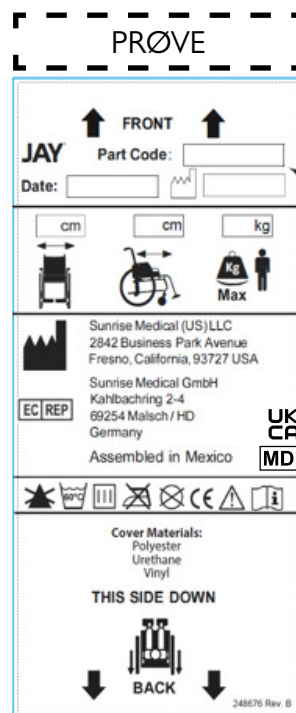 PRØVE
FRONT
JAY
Part Code:
Date:
cm cm kg
Kg
Max
Sunrise Medical (US) LLC
2842 Business Park Avenue
Fresno, California, 93727 USA
Sunrise Medical GmbH
Kahlbachring 2-4
69254 Malsch / HD
Germany
EC REP
UK
CA
Assembled in Mexico
MD
60°C CE i
Cover Materials:
Polyester
Urethane
Vinyl
THIS SIDE DOWN
BACK
248676 Rev. B